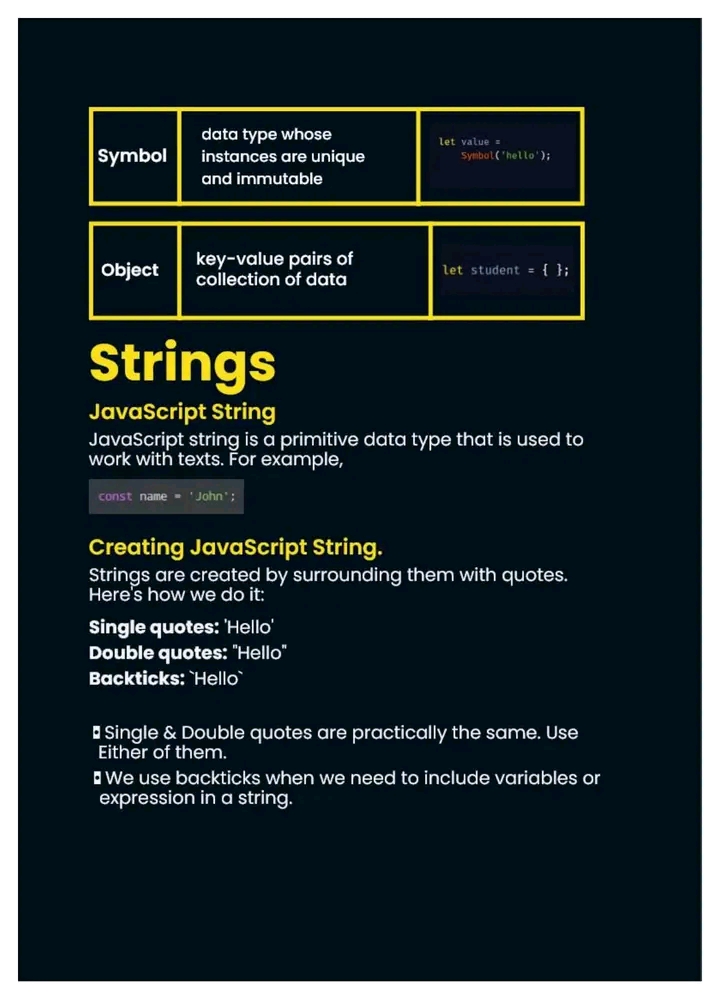 Symbol
data type whose
instances are unique
and immutable
let value =
Symbol('hello');
Object
key-value pairs of
collection of data
let student = { };
Strings
JavaScript String
JavaScript string is a primitive data type that is used to
work with texts. For example,
const name = 'John';
Creating JavaScript String.
Strings are created by surrounding them with quotes.
Here's how we do it:
Single quotes: 'Hello'
Double quotes: "Hello"
Backticks: `Hello`
Single & Double quotes are practically the same. Use
Either of them.
We use backticks when we need to include variables or
expression in a string.